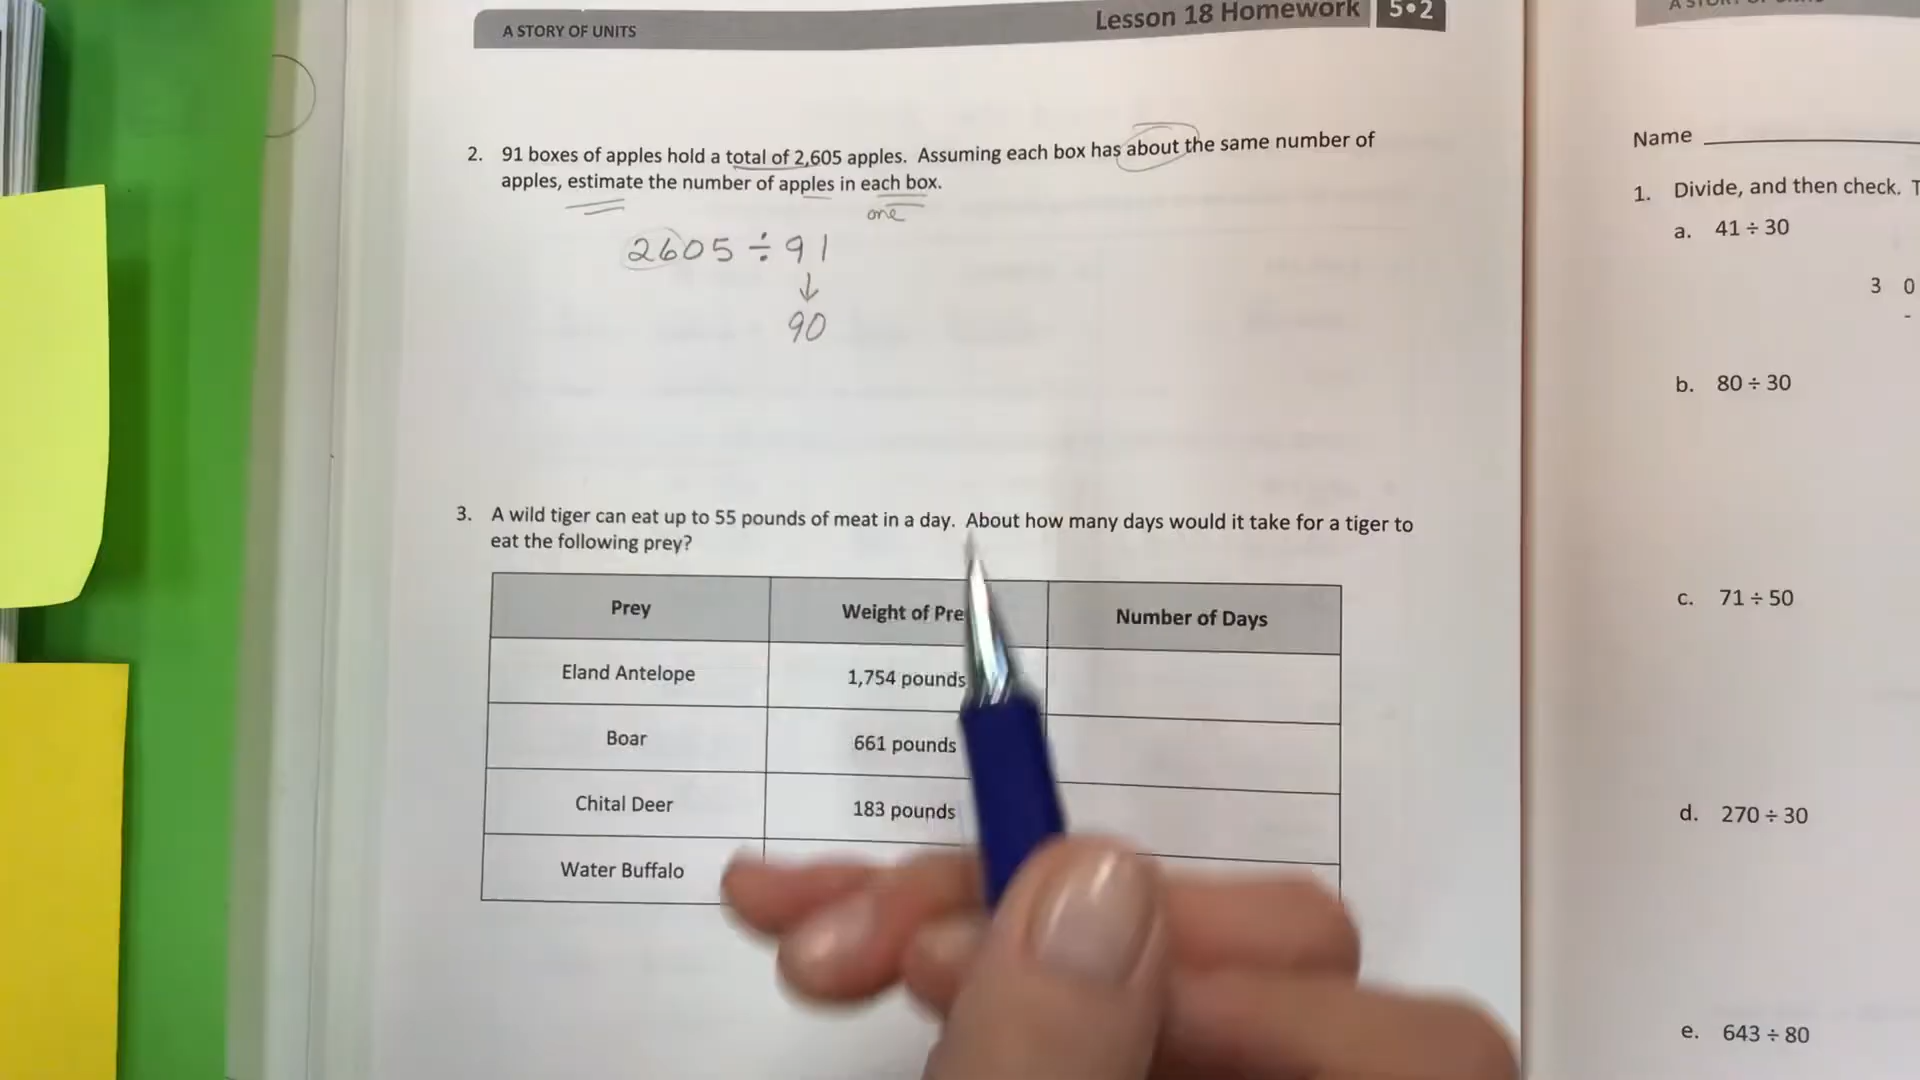 A STORY OF UNITS
Lesson 18 Homework 5•2
2. 91 boxes of apples hold a total of 2,605 apples. Assuming each box has about the same number of
apples, estimate the number of apples in each box.
one
2605 ÷ 91
↓
90
3. A wild tiger can eat up to 55 pounds of meat in a day. About how many days would it take for a tiger to
eat the following prey?
Prey Weight of Pre Number of Days
Eland Antelope 1,754 pounds
Boar 661 pounds
Chital Deer 183 pounds
Water Buffalo
Name
1. Divide, and then check. T
a. 41 ÷ 30
3 0
-
b. 80 ÷ 30
c. 71 ÷ 50
d. 270 ÷ 30
e. 643 ÷ 80